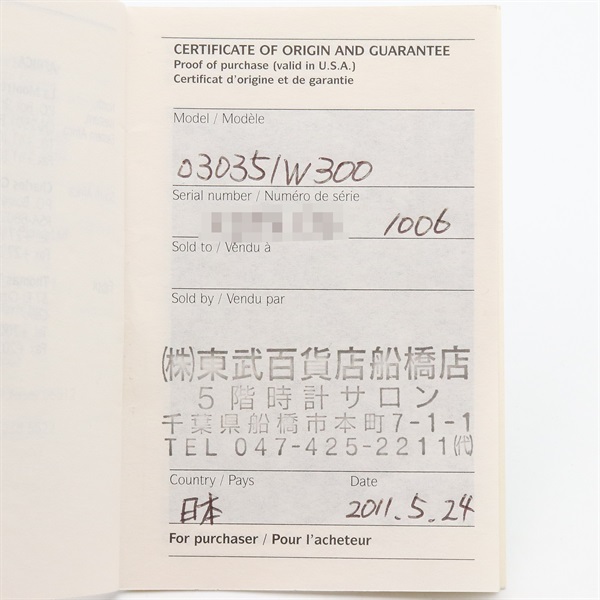 CERTIFICATE OF ORIGIN AND GUARANTEE
Proof of purchase (valid in U.S.A.)
Certificat d'origine et de garantie
Model / Modèle
030351W300
Serial number / Numéro de série
1006
Sold to / Vendu à
Sold by / Vendu par
㈱東武百貨店船橋店
5階時計サロン
千葉県船橋市本町7-1-1
TEL 047-425-2211㈹
Country / Pays Date
日本 2011.5.24
For purchaser / Pour l'acheteur